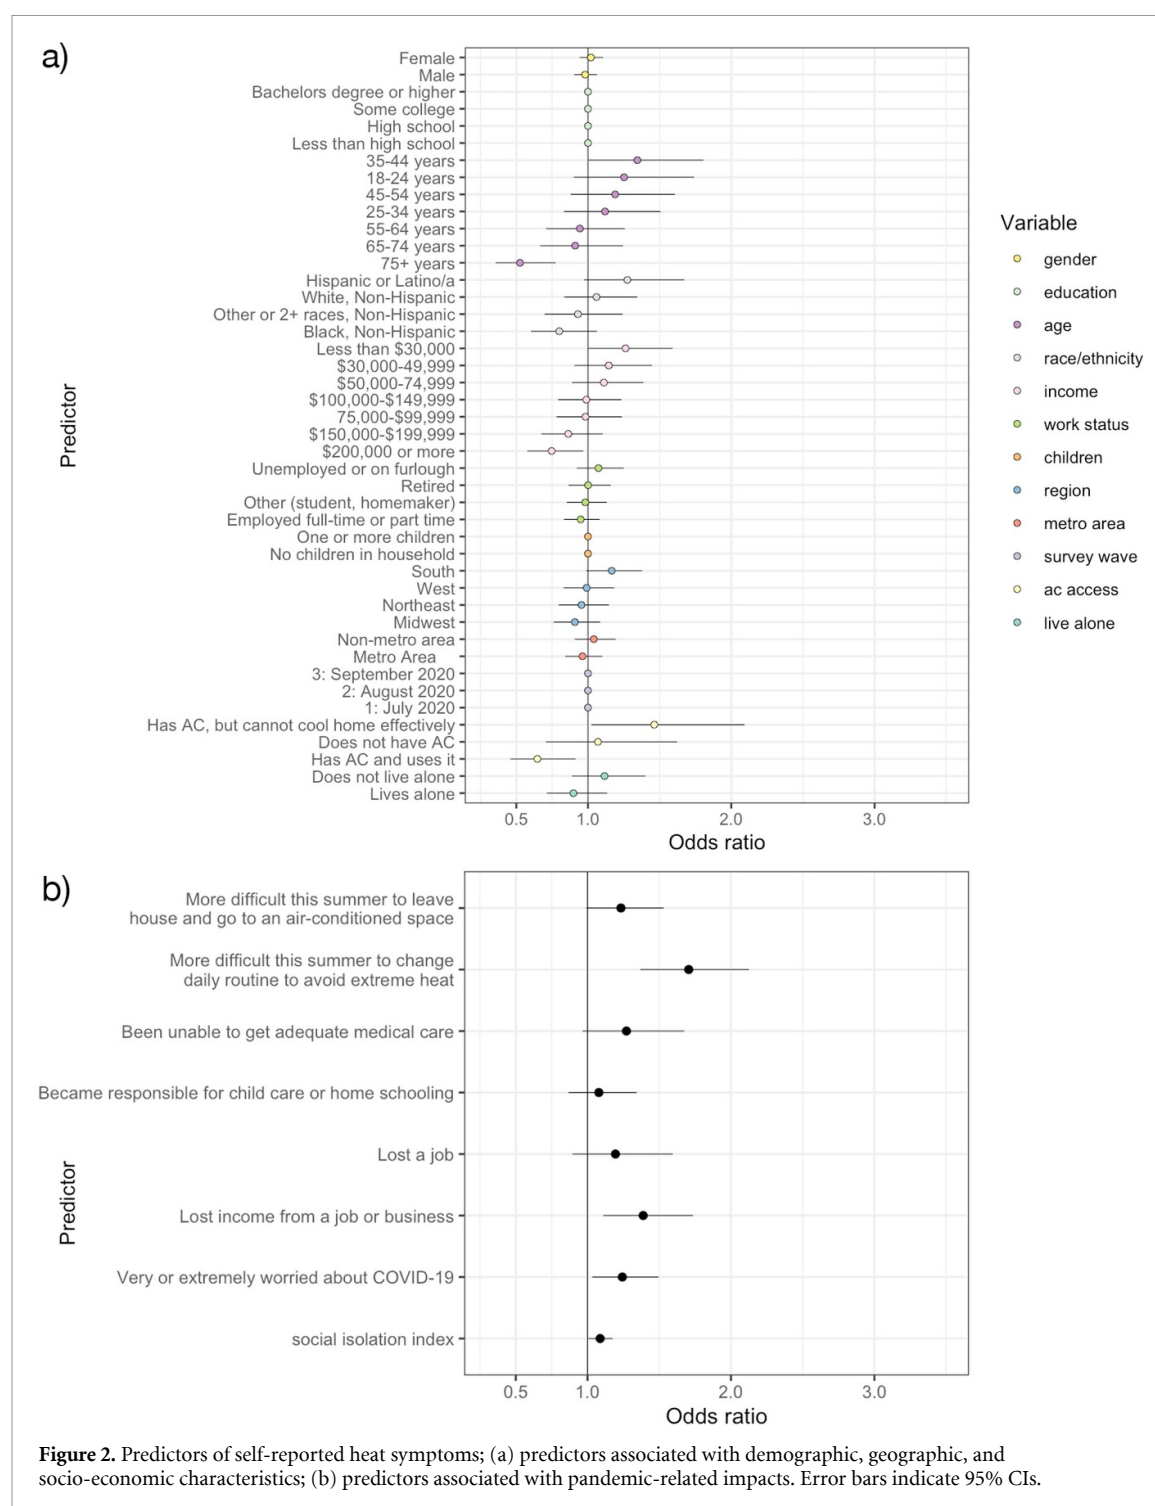 a)
Female
Male
Bachelors degree or higher
Some college
High school
Less than high school
35-44 years
18-24 years
45-54 years
25-34 years
55-64 years
65-74 years
75+ years
Hispanic or Latino/a
White, Non-Hispanic
Other or 2+ races, Non-Hispanic
Black, Non-Hispanic
Less than $30,000
$30,000-49,999
$50,000-74,999
$100,000-$149,999
75,000-$99,999
$150,000-$199,999
$200,000 or more
Unemployed or on furlough
Retired
Other (student, homemaker)
Employed full-time or part time
One or more children
No children in household
South
West
Northeast
Midwest
Non-metro area
Metro Area
3: September 2020
2: August 2020
1: July 2020
Has AC, but cannot cool home effectively
Does not have AC
Has AC and uses it
Does not live alone
Lives alone
Predictor
0.5 1.0 2.0 3.0
Odds ratio
Variable
gender
education
age
race/ethnicity
income
work status
children
region
metro area
survey wave
ac access
live alone
b)
More difficult this summer to leave
house and go to an air-conditioned space
More difficult this summer to change
daily routine to avoid extreme heat
Been unable to get adequate medical care
Became responsible for child care or home schooling
Lost a job
Lost income from a job or business
Very or extremely worried about COVID-19
social isolation index
Predictor
0.5 1.0 2.0 3.0
Odds ratio
Figure 2. Predictors of self-reported heat symptoms; (a) predictors associated with demographic, geographic, and
socio-economic characteristics; (b) predictors associated with pandemic-related impacts. Error bars indicate 95% CIs.